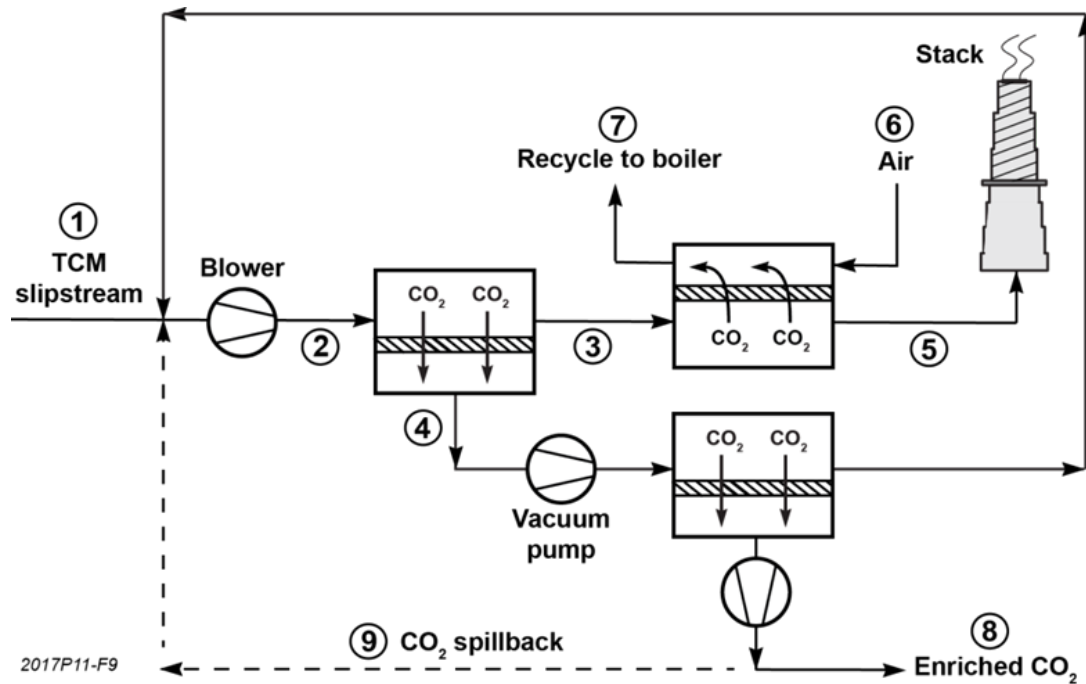 Stack
7
Recycle to boiler
6
Air
1
TCM
slipstream
Blower
CO₂ CO₂
2
3
CO₂ CO₂
5
4
CO₂ CO₂
Vacuum
pump
9 CO₂ spillback
8
Enriched CO₂
2017P11-F9